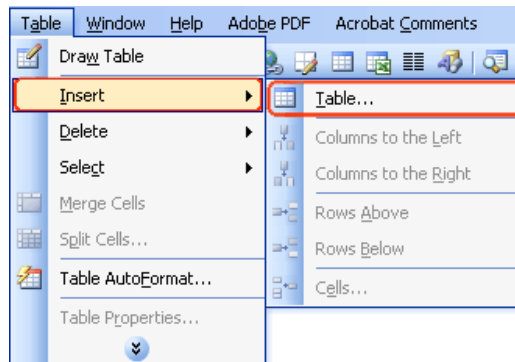 Table Window Help Adobe PDF Acrobat Comments
Draw Table
Insert
Delete
Select
Merge Cells
Split Cells...
Table AutoFormat...
Table Properties...
Table...
Columns to the Left
Columns to the Right
Rows Above
Rows Below
Cells...